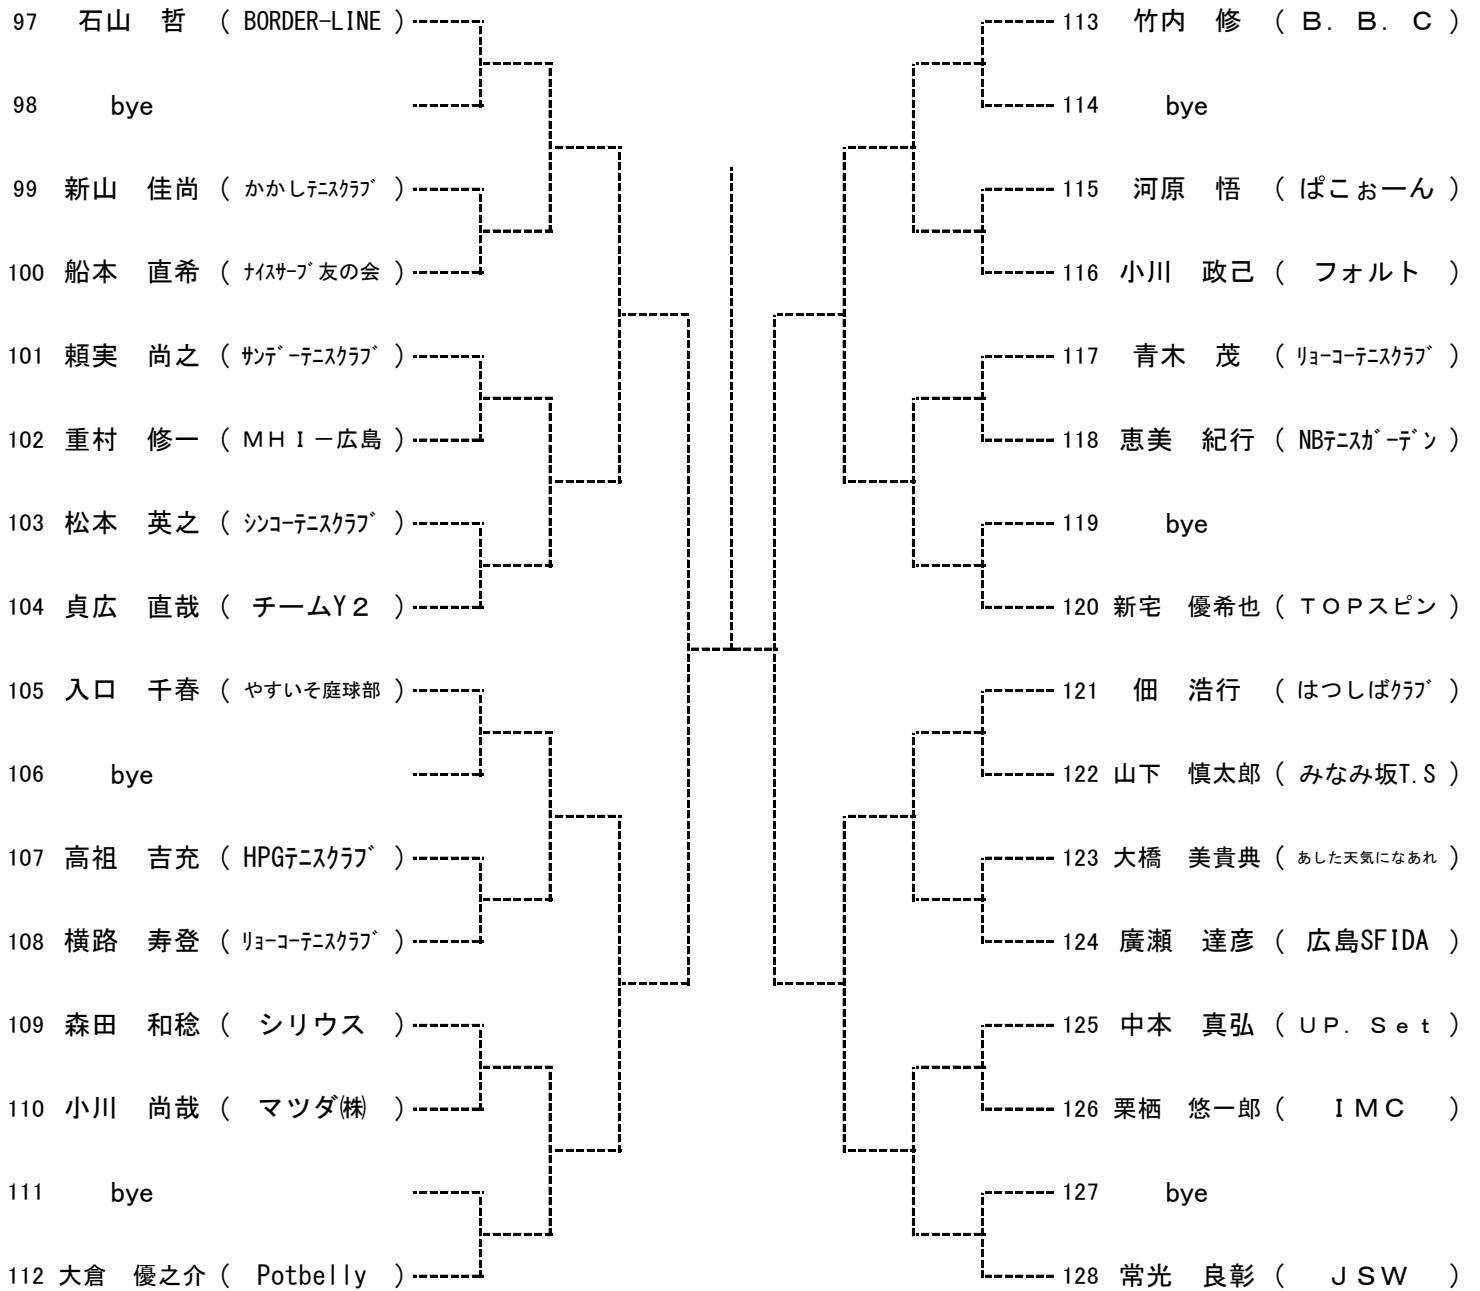 97 石山 哲 ( BORDER-LINE )
98 bye
99 新山 佳尚 ( かかしﾃﾆｽｸﾗﾌﾞ )
100 船本 直希 ( ﾅｲｽｻｰﾌﾞ友の会 )
101 頼実 尚之 ( ｻﾝﾃﾞｰﾃﾆｽｸﾗﾌﾞ )
102 重村 修一 ( ＭＨＩ－広島 )
103 松本 英之 ( ｼﾝｺｰﾃﾆｽｸﾗﾌﾞ )
104 貞広 直哉 ( チームY２ )
105 入口 千春 ( やすいそ庭球部 )
106 bye
107 高祖 吉充 ( HPGﾃﾆｽｸﾗﾌﾞ )
108 横路 寿登 ( ﾘｮｰｺｰﾃﾆｽｸﾗﾌﾞ )
109 森田 和稔 ( シリウス )
110 小川 尚哉 ( マツダ㈱ )
111 bye
112 大倉 優之介 ( Potbelly )
113 竹内 修 ( Ｂ．Ｂ．Ｃ )
114 bye
115 河原 悟 ( ぱこぉーん )
116 小川 政己 ( フォルト )
117 青木 茂 ( ﾘｮｰｺｰﾃﾆｽｸﾗﾌﾞ )
118 恵美 紀行 ( NBﾃﾆｽｶﾞｰﾃﾞﾝ )
119 bye
120 新宅 優希也 ( ＴＯＰスピン )
121 佃 浩行 ( はつしばｸﾗﾌﾞ )
122 山下 慎太郎 ( みなみ坂T.S )
123 大橋 美貴典 ( あした天気になあれ )
124 廣瀬 達彦 ( 広島SFIDA )
125 中本 真弘 ( ＵＰ．Ｓｅｔ )
126 栗栖 悠一郎 ( ＩＭＣ )
127 bye
128 常光 良彰 ( ＪＳＷ )